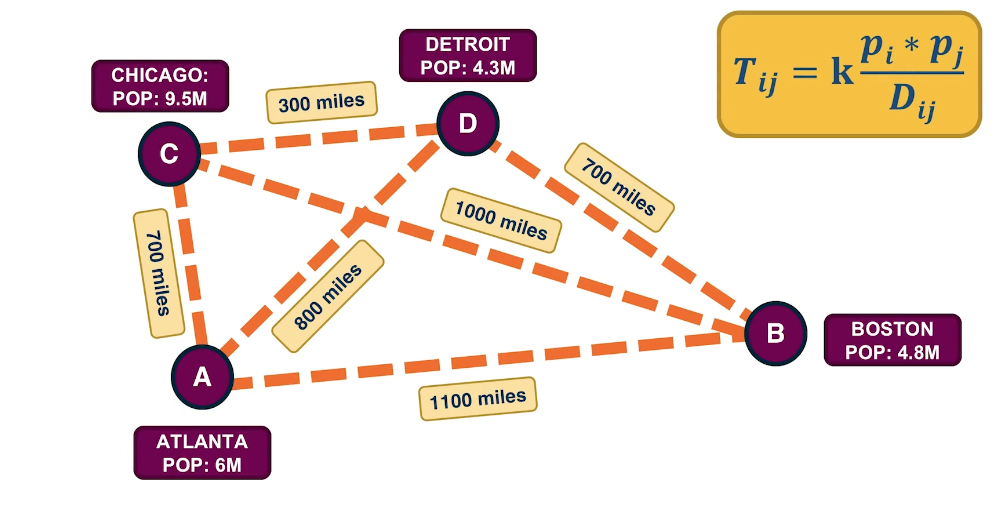 DETROIT
POP: 4.3M
CHICAGO:
POP: 9.5M
300 miles
D
C
T_{ij} = k \frac{p_i * p_j}{D_{ij}}
700 miles
1000 miles
700 miles
800 miles
B
BOSTON
POP: 4.8M
A
1100 miles
ATLANTA
POP: 6M